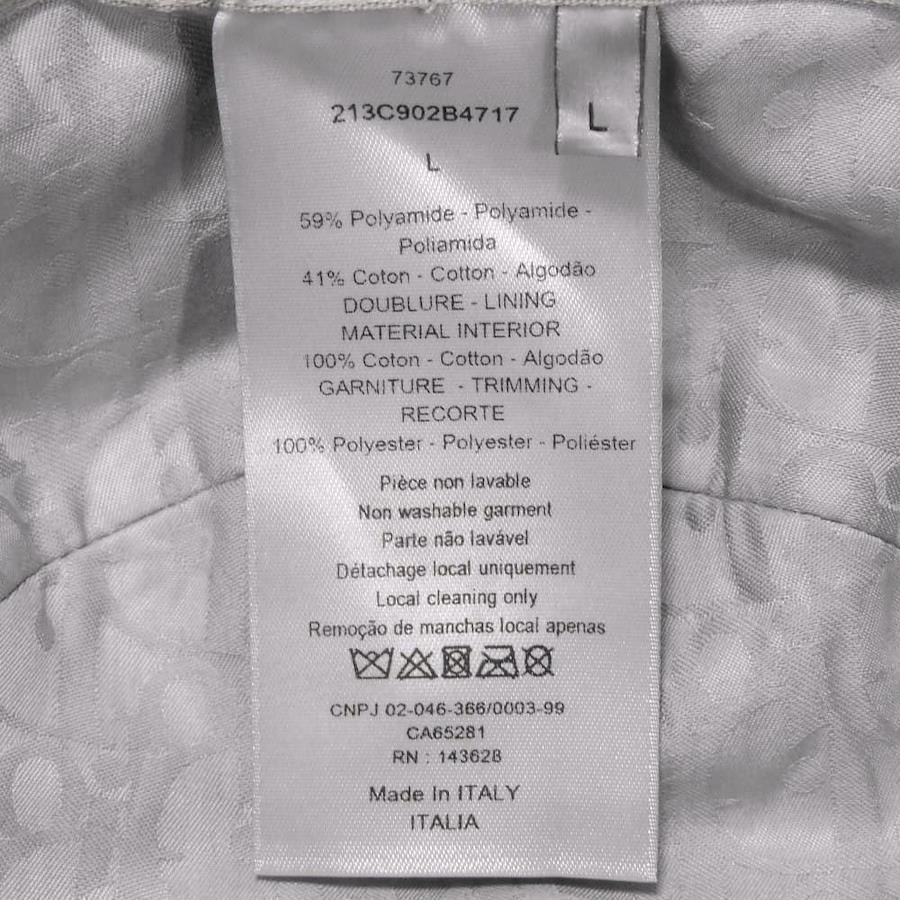 73767
213C902B4717
L
L
59% Polyamide - Polyamide -
Poliamida
41% Coton - Cotton - Algodão
DOUBLURE - LINING
MATERIAL INTERIOR
100% Coton - Cotton - Algodão
GARNITURE - TRIMMING -
RECORTE
100% Polyester - Polyester - Poliéster
Pièce non lavable
Non washable garment
Parte não lavável
Détachage local uniquement
Local cleaning only
Remoção de manchas local apenas
CNPJ 02-046-366/0003-99
CA65281
RN : 143628
Made In ITALY
ITALIA